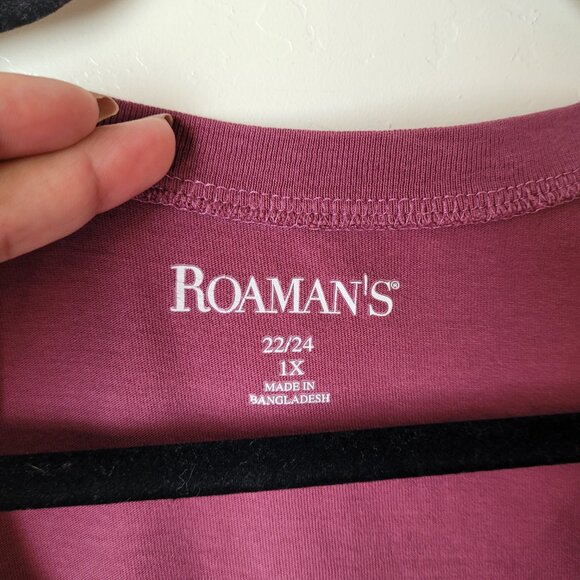 ROAMAN'S®
22/24
1X
MADE IN
BANGLADESH